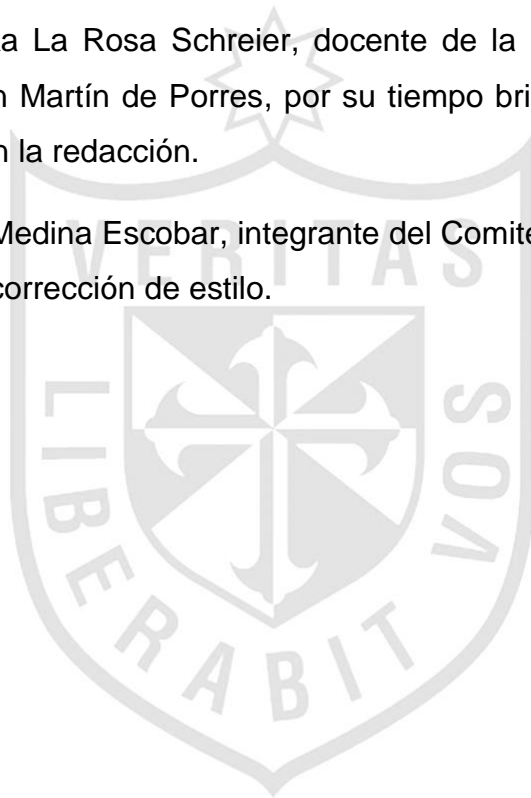 a La Rosa Schreier, docente de la
n Martín de Porres, por su tiempo bri
n la redacción.
Medina Escobar, integrante del Comite
corrección de estilo.
VERITAS
LIBERABIT VOS